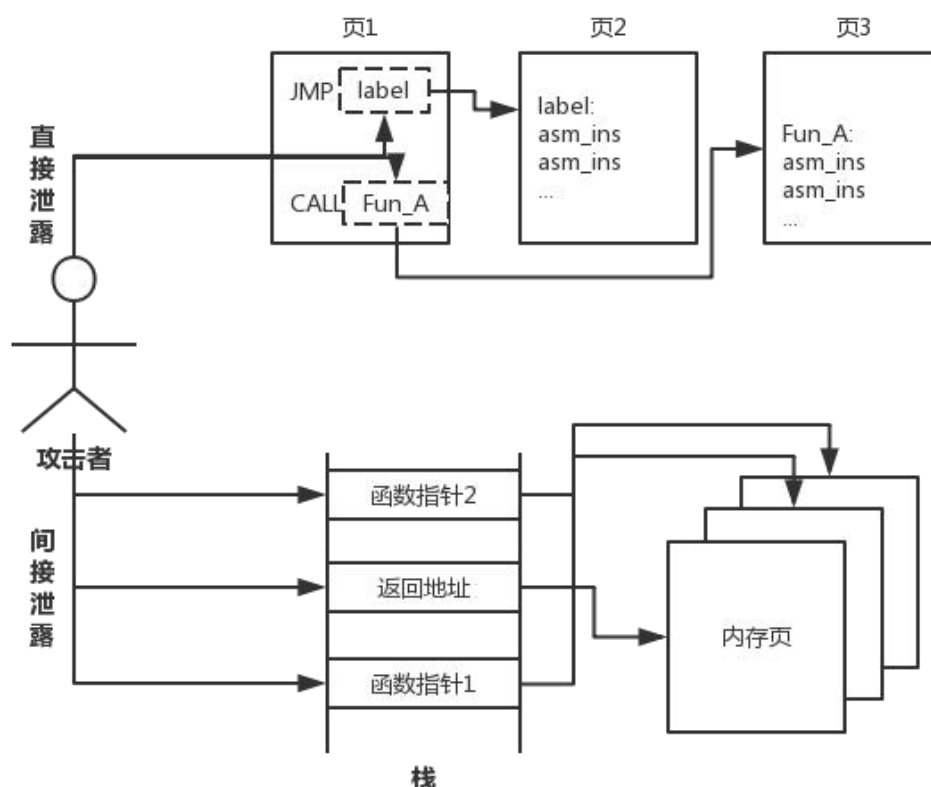 页1
页2
页3
JMP label
CALL Fun_A
label:
asm_ins
asm_ins
...
Fun_A:
asm_ins
asm_ins
...
直接泄露
攻击者
间接泄露
函数指针2
返回地址
函数指针1
栈
内存页